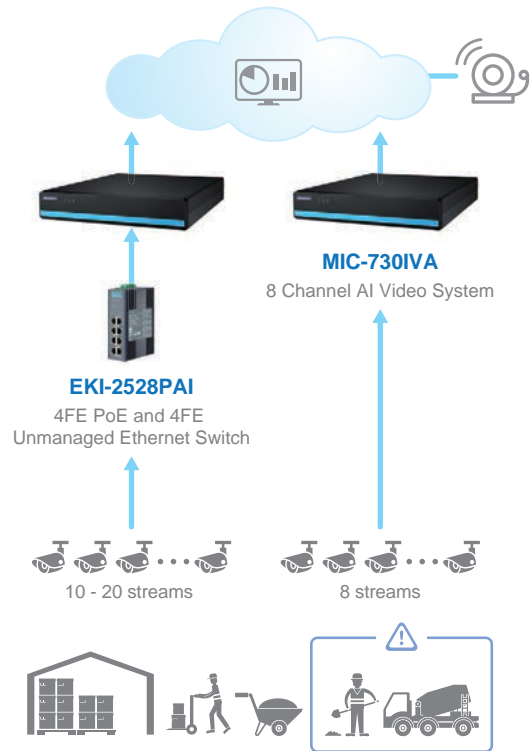 MIC-730IVA
8 Channel AI Video System
EKI-2528PAI
4FE PoE and 4FE
Unmanaged Ethernet Switch
10 - 20 streams
8 streams